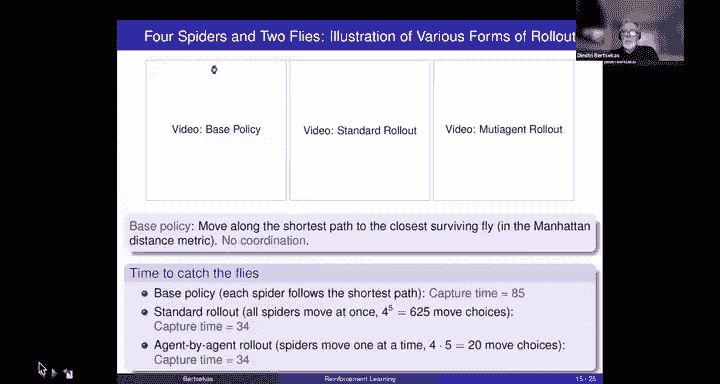 Four Spiders and Two Flies: Illustration of Various Forms of Rollout
Dimitri Bertsekas
Dimitri Bertsekas
Video: Base Policy
Video: Standard Rollout
Video: Mutiagent Rollout
Base policy: Move along the shortest path to the closest surviving fly (in the Manhattan
distance metric). No coordination.
Time to catch the flies
Base policy (each spider follows the shortest path): Capture time = 85
Standard rollout (all spiders move at once, 4⁵ = 625 move choices):
Capture time = 34
Agent-by-agent rollout (spiders move one at a time, 4 · 5 = 20 move choices):
Capture time = 34
Bertsekas
Reinforcement Learning
15 / 25